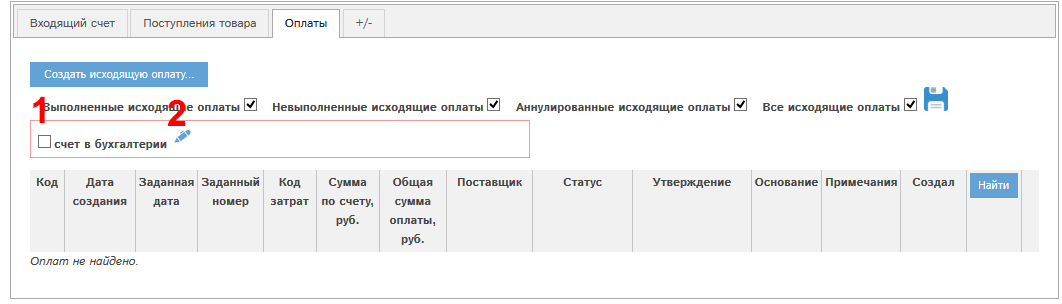 Входящий счет Поступления товара Оплаты +/-
Создать исходящую оплату...
1 2
Выполненные исходящие оплаты Невыполненные исходящие оплаты Аннулированные исходящие оплаты Все исходящие оплаты
счет в бухгалтерии
Код Дата Заданная Заданный Код Сумма Общая Поставщик Статус Утверждение Основание Примечания Создал Найти
создания дата номер затрат по счету, сумма
руб. оплаты,
руб.
Оплат не найдено.